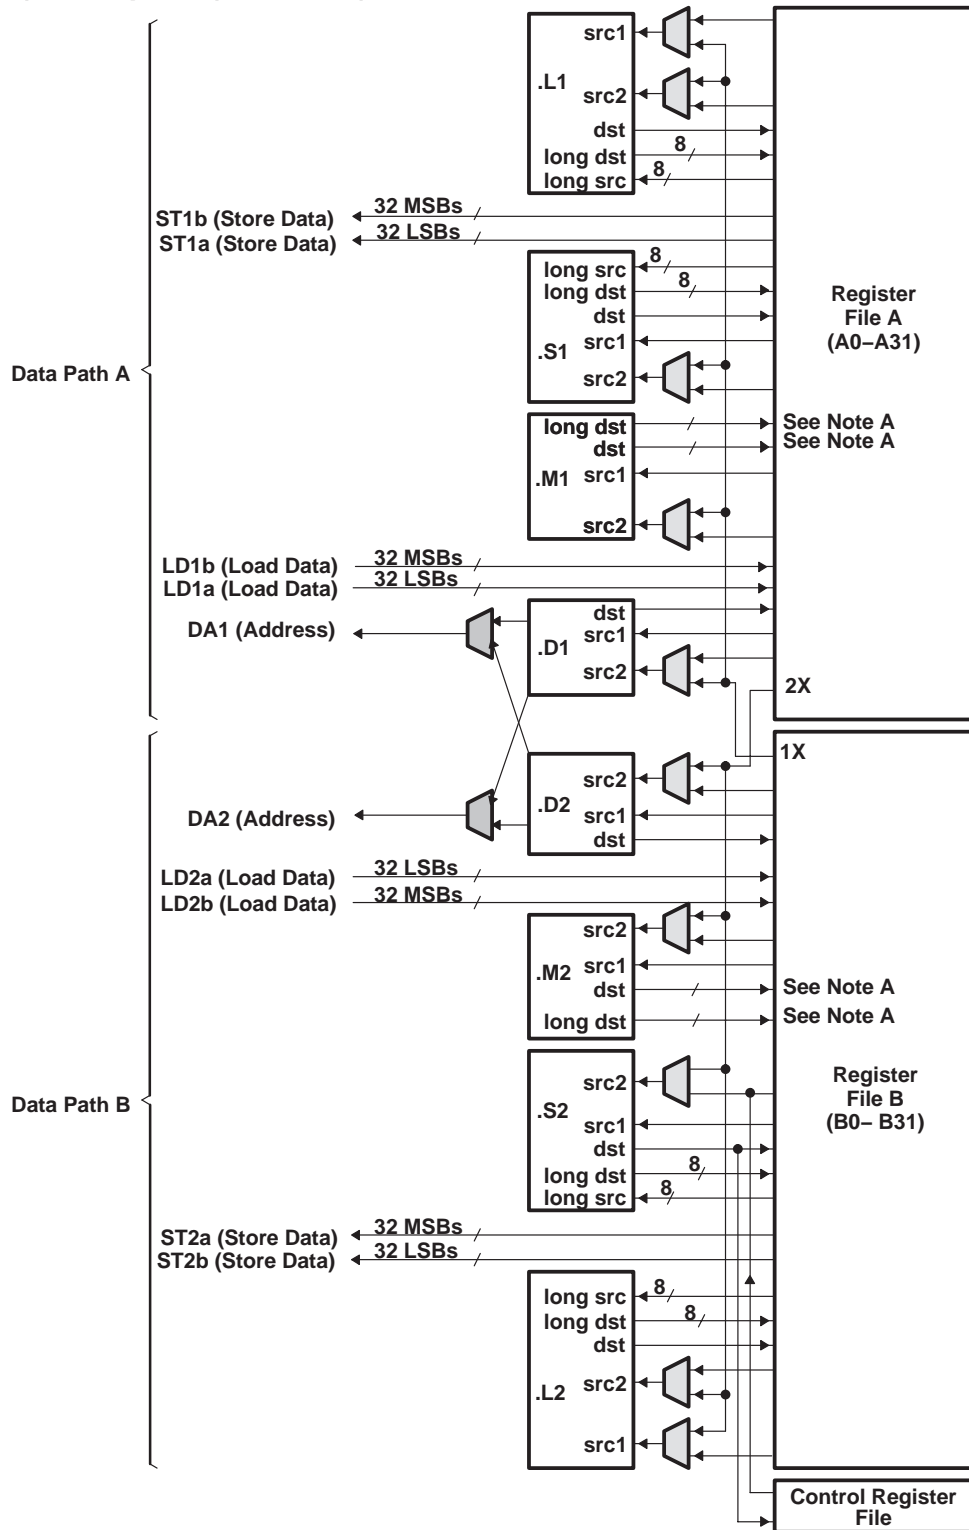 src1
.L1
src2
dst
8
long dst
8
long src
32 MSBs
ST1b (Store Data)
32 LSBs
ST1a (Store Data)
8
long src
8
long dst
dst
.S1
src1
src2
Register
File A
(A0–A31)
Data Path A
long dst
See Note A
dst
See Note A
.M1
src1
src2
32 MSBs
LD1b (Load Data)
32 LSBs
LD1a (Load Data)
dst
DA1 (Address)
.D1
src1
src2
2X
1X
src2
.D2
src1
DA2 (Address)
dst
32 LSBs
LD2a (Load Data)
32 MSBs
LD2b (Load Data)
src2
.M2
src1
dst
See Note A
long dst
See Note A
src2
.S2
src1
dst
8
long dst
8
long src
Register
File B
(B0– B31)
Data Path B
32 MSBs
ST2a (Store Data)
32 LSBs
ST2b (Store Data)
8
long src
8
long dst
dst
.L2
src2
src1
Control Register
File